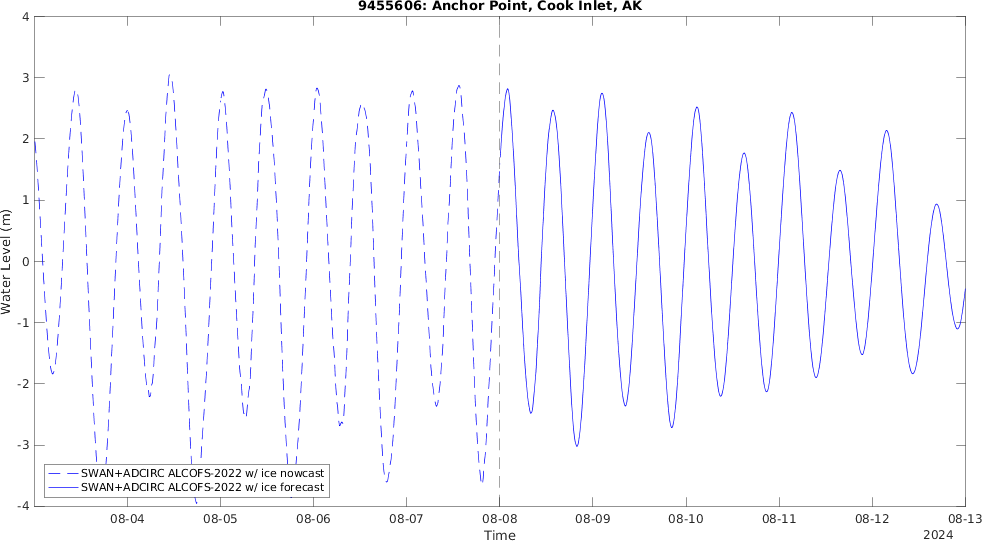 9455606: Anchor Point, Cook Inlet, AK
4
3
2
1
0
-1
-2
-3
-4
Water Level (m)
SWAN+ADCIRC ALCOFS-2022 w/ ice nowcast
SWAN+ADCIRC ALCOFS-2022 w/ ice forecast
08-04 08-05 08-06 08-07 08-08 08-09 08-10 08-11 08-12 08-13
Time
2024